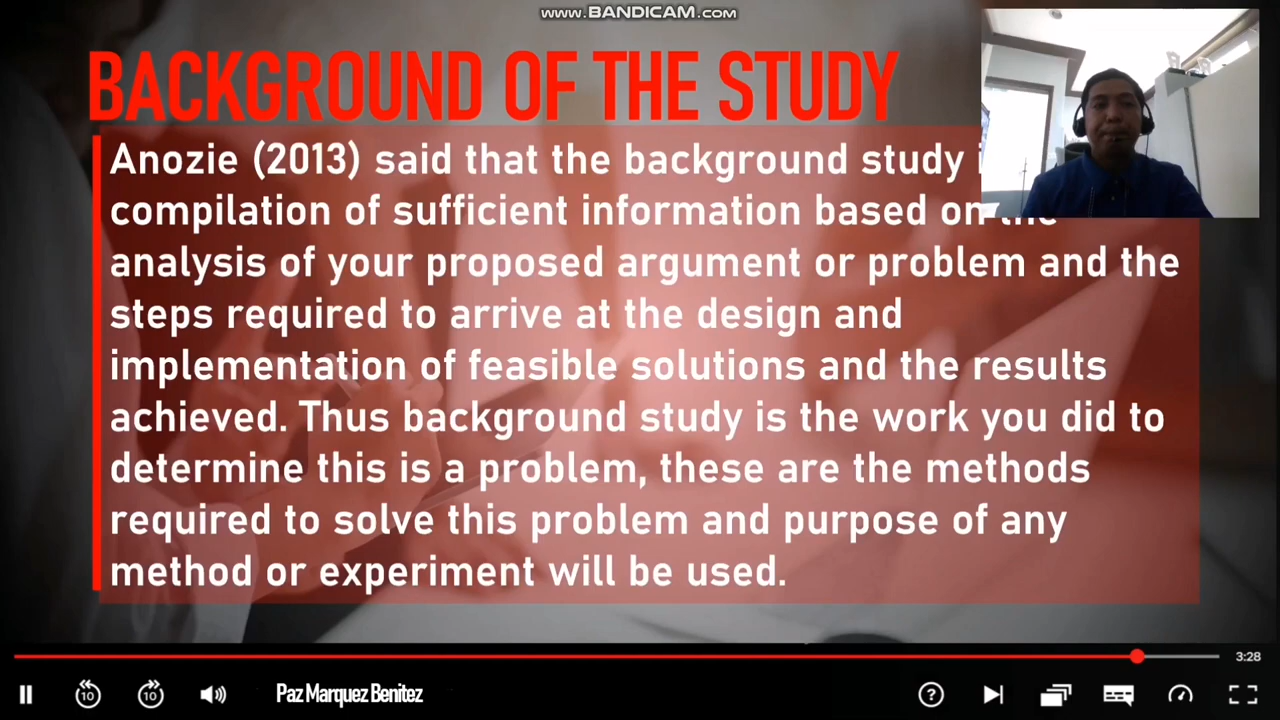 WWW.BANDICAM.COM
BACKGROUND OF THE STUDY
Anozie (2013) said that the background study
compilation of sufficient information based on the
analysis of your proposed argument or problem and the
steps required to arrive at the design and
implementation of feasible solutions and the results
achieved. Thus background study is the work you did to
determine this is a problem, these are the methods
required to solve this problem and purpose of any
method or experiment will be used.
3:28
10 10 Paz Marquez Benitez ?